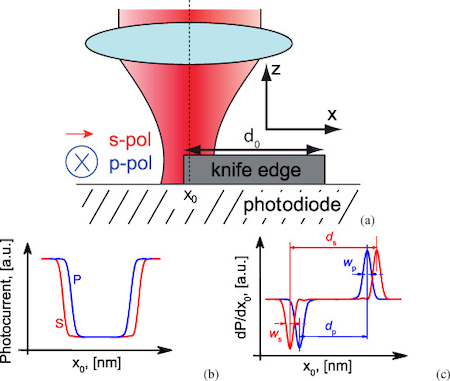 z
x
d0
s-pol
p-pol
knife edge
x0
photodiode
(a)
Photocurrent, [a.u.]
P
S
x0, [nm]
(b)
dP/dx0, [a.u.]
ds
wp
ws
dp
x0, [nm]
(c)